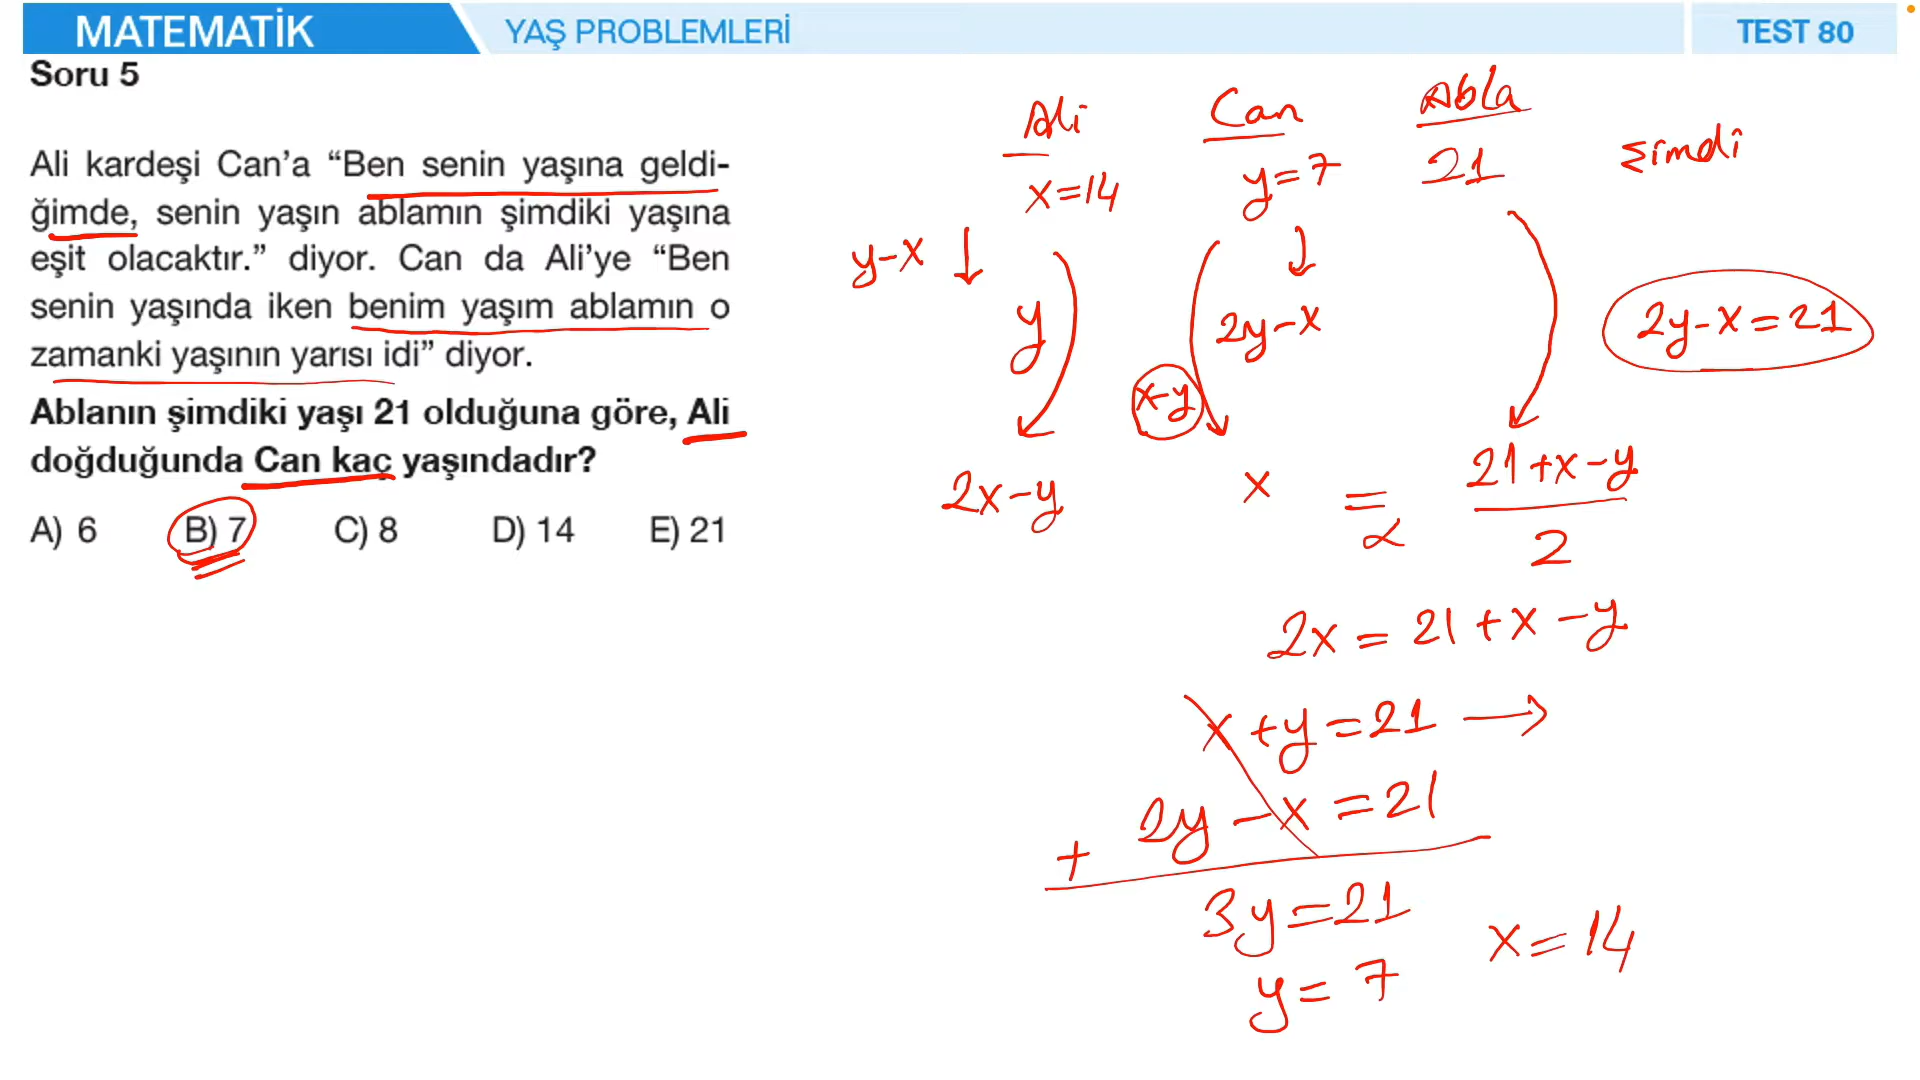 MATEMATİK
YAŞ PROBLEMLERİ
TEST 80
Soru 5
Ali kardeşi Can’a “Ben senin yaşına geldi-
ğimde, senin yaşın ablamın şimdiki yaşına
eşit olacaktır.” diyor. Can da Ali’ye “Ben
senin yaşında iken benim yaşım ablamın o
zamanki yaşının yarısı idi” diyor.
Ablanın şimdiki yaşı 21 olduğuna göre, Ali
doğduğunda Can kaç yaşındadır?
A) 6 B) 7 C) 8 D) 14 E) 21
Ali Can Abla
x=14 y=7 21 şimdi
y-x
y 2y-x 2y-x=21
x-y
2x-y x = 21+x-y
2
2x = 21+x-y
x+y=21 →
+ 2y-x=21
3y=21
y=7 x=14